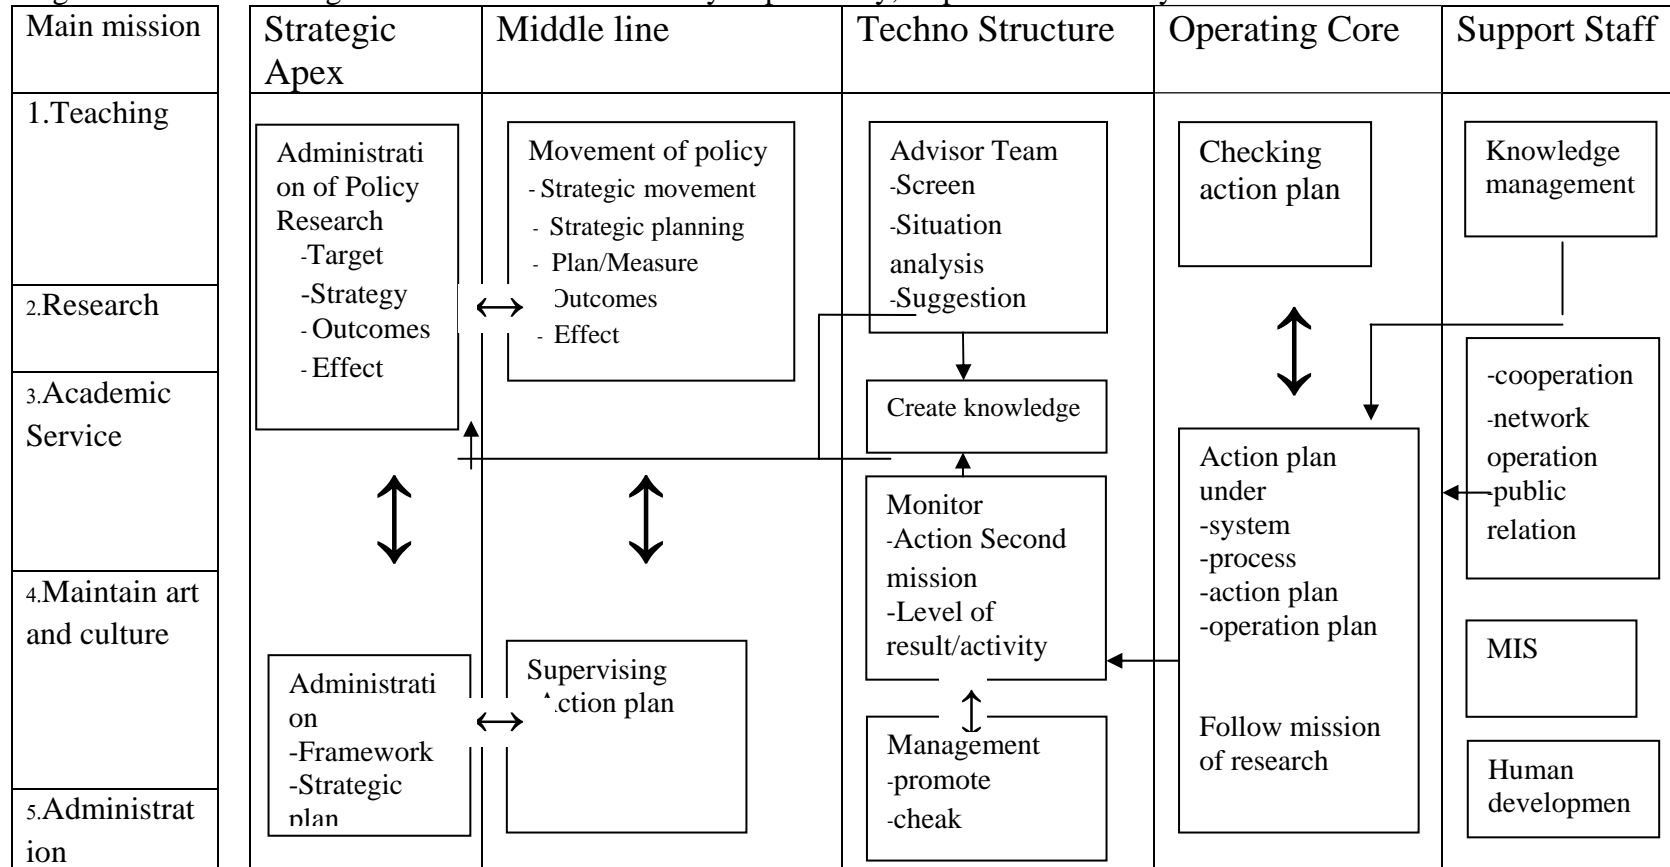 Main mission
Strategic
Apex
Middle line
Techno Structure
Operating Core
Support Staff
1.Teaching
2.Research
3.Academic
Service
4.Maintain art
and culture
5.Administrat
ion
Administrati
on of Policy
Research
-Target
-Strategy
- Outcomes
- Effect
Administrati
on
-Framework
-Strategic
plan
Movement of policy
- Strategic movement
- Strategic planning
- Plan/Measure
Outcomes
- Effect
Supervising
Action plan
Advisor Team
-Screen
-Situation
analysis
-Suggestion
Create knowledge
Monitor
-Action Second
mission
-Level of
result/activity
Management
-promote
-cheak
Checking
action plan
Action plan
under
-system
-process
-action plan
-operation plan
Follow mission
of research
Knowledge
management
-cooperation
-network
operation
-public
relation
MIS
Human
developmen